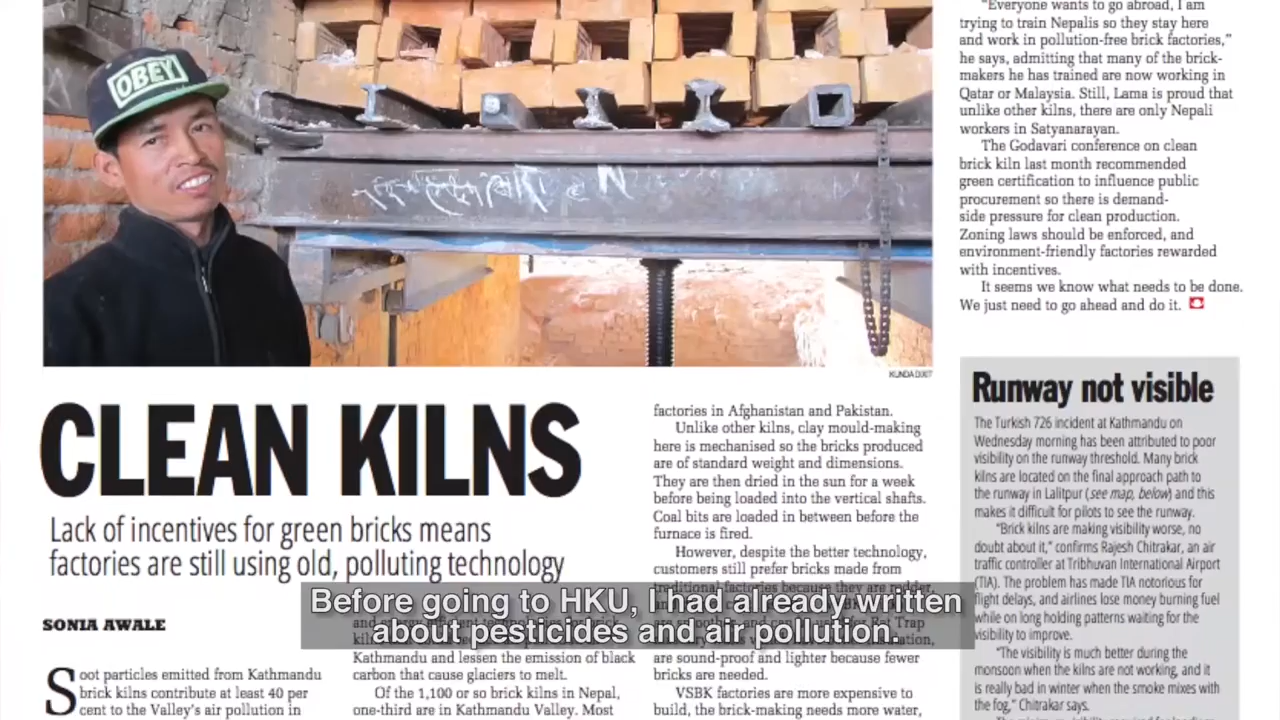 OBEY
KUNDA DIXIT
CLEAN KILNS
Lack of incentives for green bricks means
factories are still using old, polluting technology
SONIA AWALE
Soot particles emitted from Kathmandu
brick kilns contribute at least 40 per
cent to the Valley's air pollution in
Kathmandu and lessen the emission of black
carbon that cause glaciers to melt.
Of the 1,100 or so brick kilns in Nepal,
one-third are in Kathmandu Valley. Most
factories in Afghanistan and Pakistan.
Unlike other kilns, clay mould-making
here is mechanised so the bricks produced
are of standard weight and dimensions.
They are then dried in the sun for a week
before being loaded into the vertical shafts.
Coal bits are loaded in between before the
furnace is fired.
However, despite the better technology,
customers still prefer bricks made from
traditional factories because they are redder,
are sound-proof and lighter because fewer
bricks are needed.
VSBK factories are more expensive to
build, the brick-making needs more water,
"Everyone wants to go abroad, I am
trying to train Nepalis so they stay here
and work in pollution-free brick factories,"
he says, admitting that many of the brick-
makers he has trained are now working in
Qatar or Malaysia. Still, Lama is proud that
unlike other kilns, there are only Nepali
workers in Satyanarayan.
The Godavari conference on clean
brick kiln last month recommended
green certification to influence public
procurement so there is demand-
side pressure for clean production.
Zoning laws should be enforced, and
environment-friendly factories rewarded
with incentives.
It seems we know what needs to be done.
We just need to go ahead and do it.
Runway not visible
The Turkish 726 incident at Kathmandu on
Wednesday morning has been attributed to poor
visibility on the runway threshold. Many brick
kilns are located on the final approach path to
the runway in Lalitpur (see map, below) and this
makes it difficult for pilots to see the runway.
"Brick kilns are making visibility worse, no
doubt about it," confirms Rajesh Chitrakar, an air
traffic controller at Tribhuvan International Airport
(TIA). The problem has made TIA notorious for
flight delays, and airlines lose money burning fuel
while on long holding patterns waiting for the
visibility to improve.
"The visibility is much better during the
monsoon when the kilns are not working, and it
is really bad in winter when the smoke mixes with
the fog," Chitrakar says.
Before going to HKU, I had already written
about pesticides and air pollution.